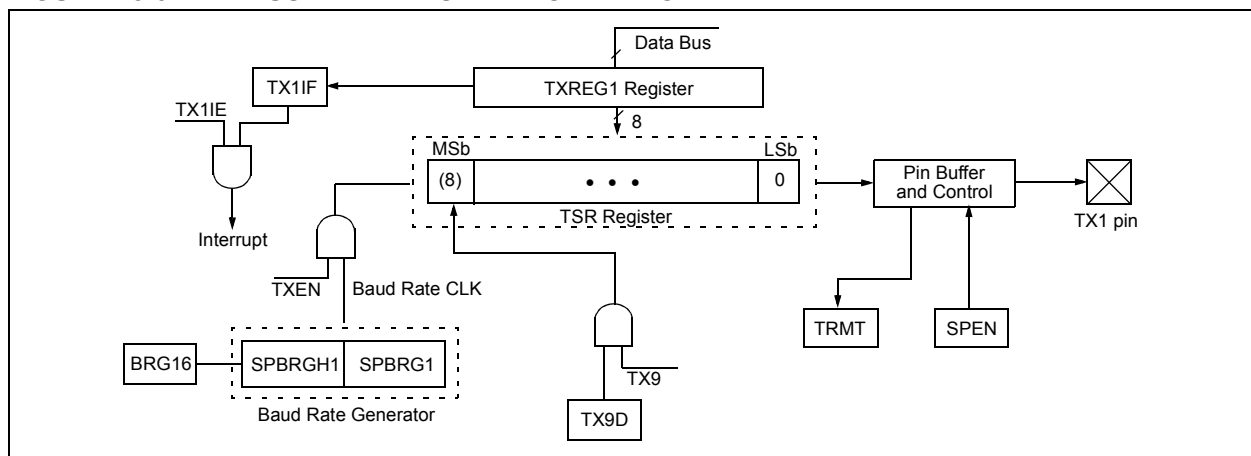 Data Bus
TX1IF
TXREG1 Register
TX1IE
8
MSb
LSb
(8)
• • •
0
Pin Buffer
and Control
TSR Register
TX1 pin
Interrupt
TXEN
Baud Rate CLK
TRMT
SPEN
BRG16
SPBRGH1
SPBRG1
TX9
Baud Rate Generator
TX9D